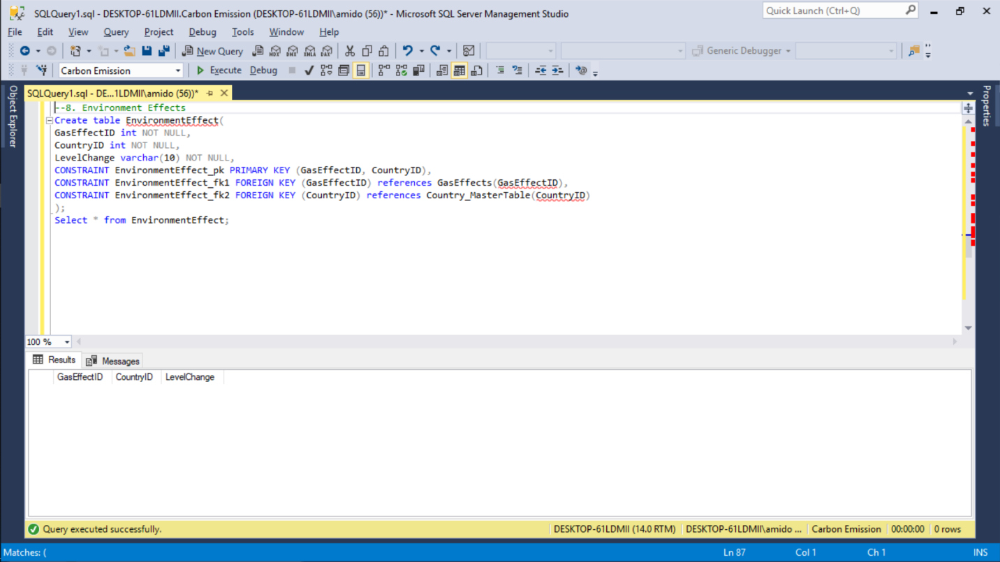 SQLQuery1.sql - DESKTOP-61LDMII.Carbon Emission (DESKTOP-61LDMII\amido (56))* - Microsoft SQL Server Management Studio
Quick Launch (Ctrl+Q)
File Edit View Query Project Debug Tools Window Help
New Query MDX DMX XMLA DAX Generic Debugger
Carbon Emission Execute Debug
Object Explorer
SQLQuery1.sql - DE...1LDMII\amido (56))*
Properties
--8. Environment Effects
Create table EnvironmentEffect(
GasEffectID int NOT NULL,
CountryID int NOT NULL,
LevelChange varchar(10) NOT NULL,
CONSTRAINT EnvironmentEffect_pk PRIMARY KEY (GasEffectID, CountryID),
CONSTRAINT EnvironmentEffect_fk1 FOREIGN KEY (GasEffectID) references GasEffects(GasEffectID),
CONSTRAINT EnvironmentEffect_fk2 FOREIGN KEY (CountryID) references Country_MasterTable(CountryID)
);
Select * from EnvironmentEffect;
100 %
Results Messages
GasEffectID CountryID LevelChange
Query executed successfully. DESKTOP-61LDMII (14.0 RTM) DESKTOP-61LDMII\amido ... Carbon Emission 00:00:00 0 rows
Matches: ( Ln 87 Col 1 Ch 1 INS